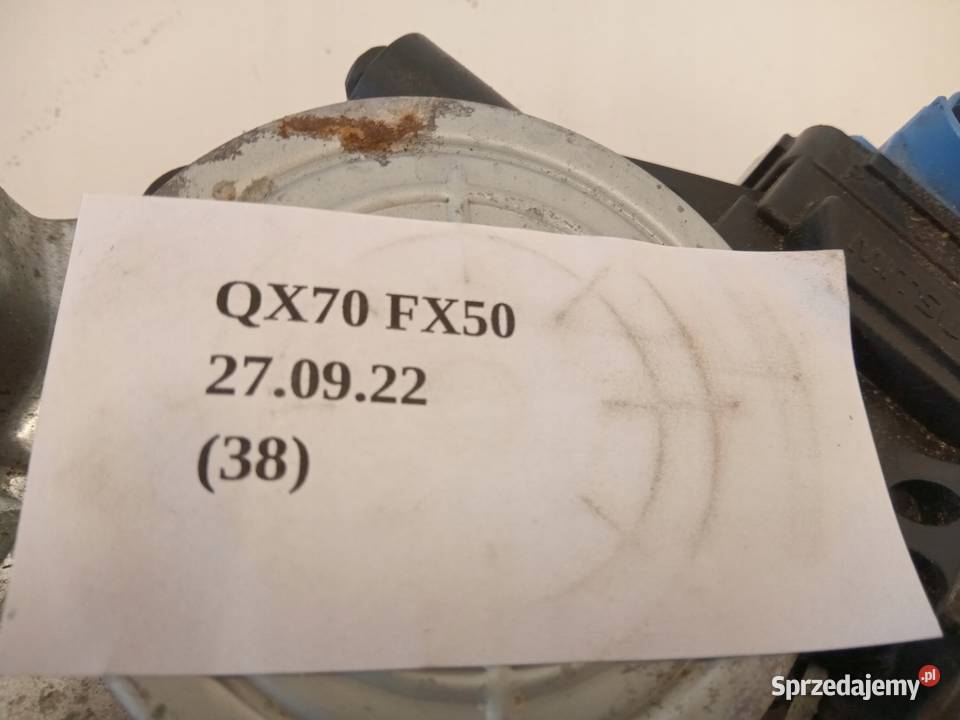 QX70 FX50
27.09.22
(38)
Sprzedajemy.pl